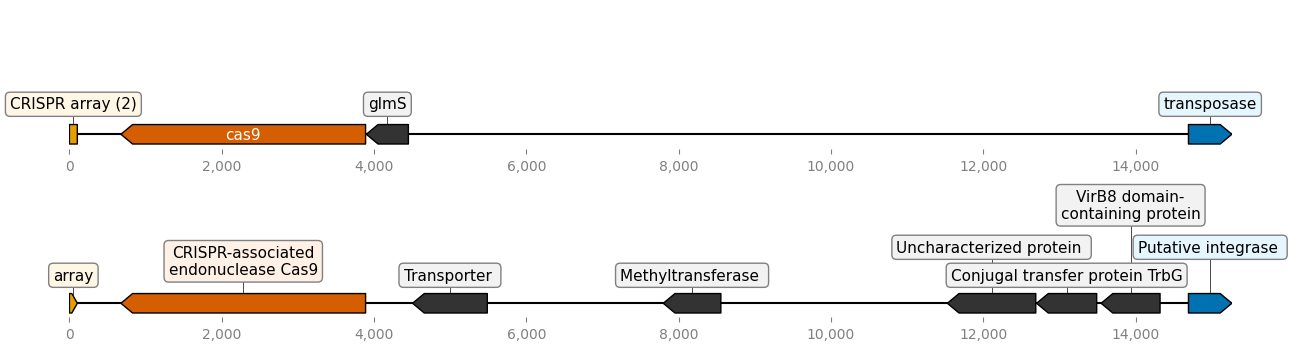 CRISPR array (2)
glmS
transposase
cas9
0
2,000
4,000
6,000
8,000
10,000
12,000
14,000
VirB8 domain-
containing protein
CRISPR-associated
endonuclease Cas9
Uncharacterized protein
Putative integrase
array
Transporter
Methyltransferase
Conjugal transfer protein TrbG
0
2,000
4,000
6,000
8,000
10,000
12,000
14,000